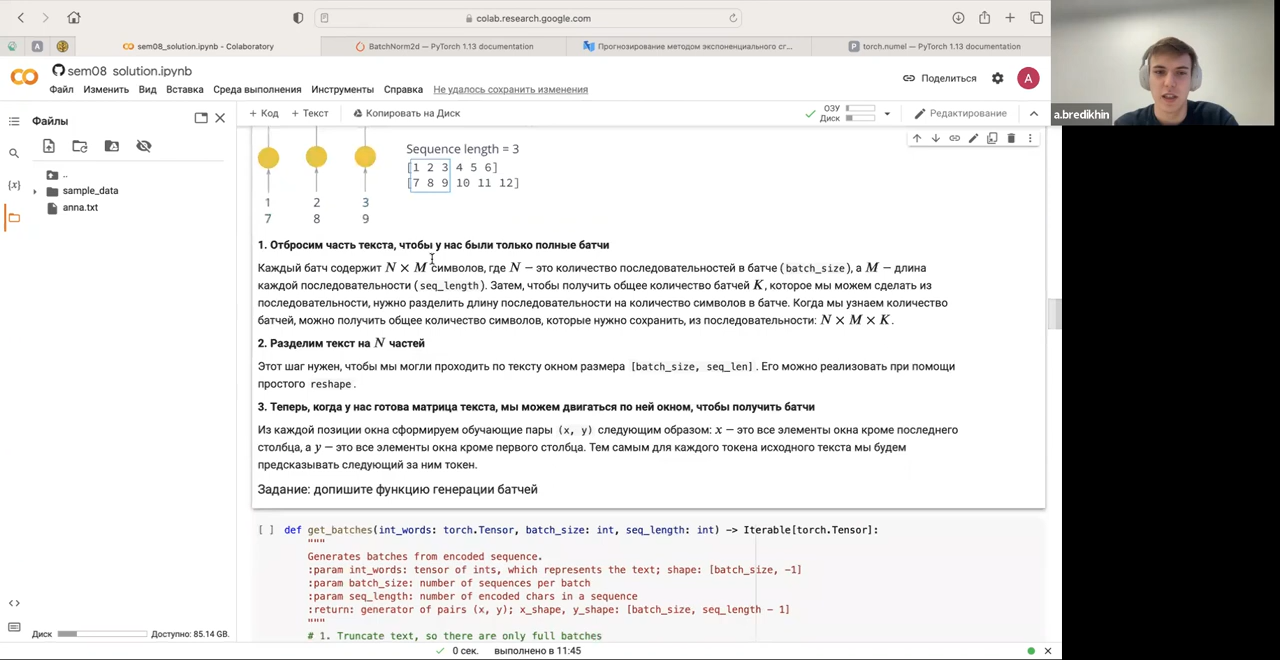 colab.research.google.com
A
sem08_solution.ipynb - Colaboratory
BatchNorm2d — PyTorch 1.13 documentation
Прогнозирование методом экспоненциального сг...
torch.numel — PyTorch 1.13 documentation
sem08 solution.ipynb
Поделиться
A
Файл Изменить Вид Вставка Среда выполнения Инструменты Справка Не удалось сохранить изменения
a.bredikhin
Файлы
+ Код + Текст Копировать на Диск
ОЗУ
Диск
Редактирование
..
sample_data
anna.txt
{x}
Sequence length = 3
[1 2 3 4 5 6]
[7 8 9 10 11 12]
1 2 3
7 8 9
1. Отбросим часть текста, чтобы у нас были только полные батчи
Каждый батч содержит N × M символов, где N — это количество последовательностей в батче (batch_size), а M — длина
каждой последовательности (seq_length). Затем, чтобы получить общее количество батчей K, которое мы можем сделать из
последовательности, нужно разделить длину последовательности на количество символов в батче. Когда мы узнаем количество
батчей, можно получить общее количество символов, которые нужно сохранить, из последовательности: N × M × K.
2. Разделим текст на N частей
Этот шаг нужен, чтобы мы могли проходить по тексту окном размера [batch_size, seq_len]. Его можно реализовать при помощи
простого reshape.
3. Теперь, когда у нас готова матрица текста, мы можем двигаться по ней окном, чтобы получить батчи
Из каждой позиции окна сформируем обучающие пары (x, y) следующим образом: x — это все элементы окна кроме последнего
столбца, а y — это все элементы окна кроме первого столбца. Тем самым для каждого токена исходного текста мы будем
предсказывать следующий за ним токен.
Задание: допишите функцию генерации батчей
[ ] def get_batches(int_words: torch.Tensor, batch_size: int, seq_length: int) -> Iterable[torch.Tensor]:
"""
Generates batches from encoded sequence.
:param int_words: tensor of ints, which represents the text; shape: [batch_size, -1]
:param batch_size: number of sequences per batch
:param seq_length: number of encoded chars in a sequence
:return: generator of pairs (x, y); x_shape, y_shape: [batch_size, seq_length - 1]
"""
# 1. Truncate text, so there are only full batches
Диск Доступно: 85.14 GB.
0 сек. выполнено в 11:45